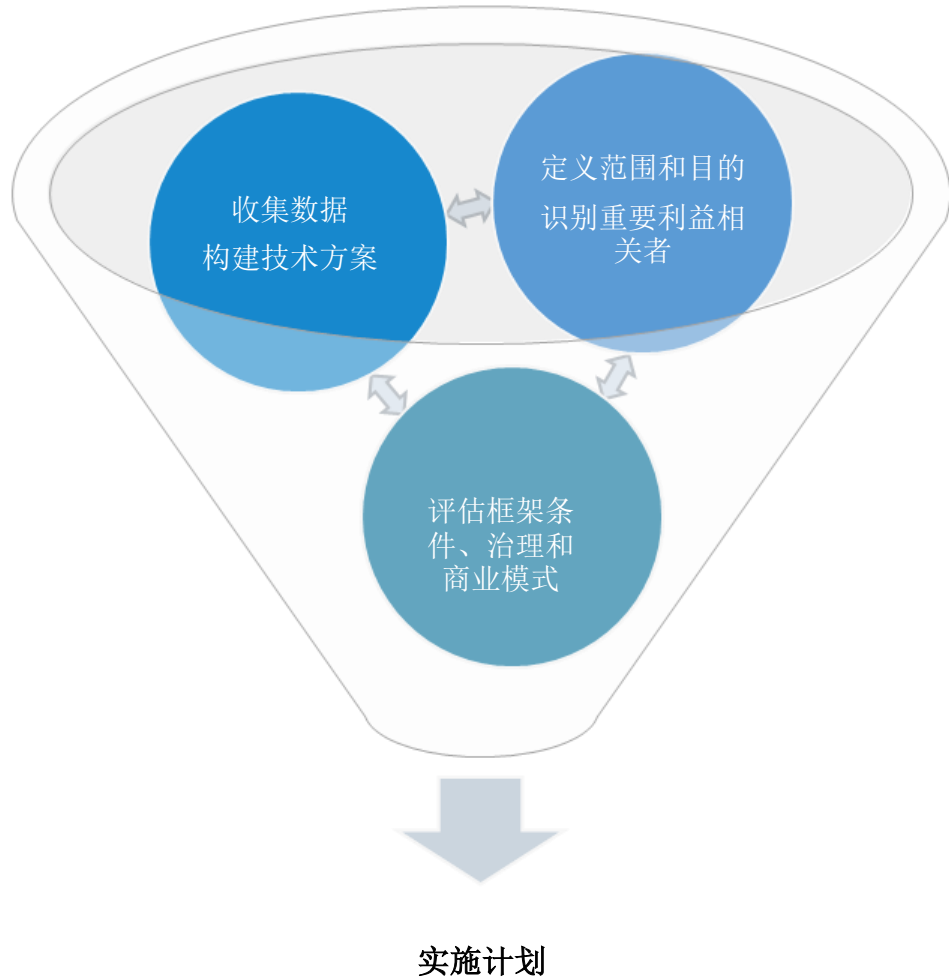 收集数据
构建技术方案
定义范围和目的
识别重要利益相
关者
评估框架条
件、治理和
商业模式
实施计划